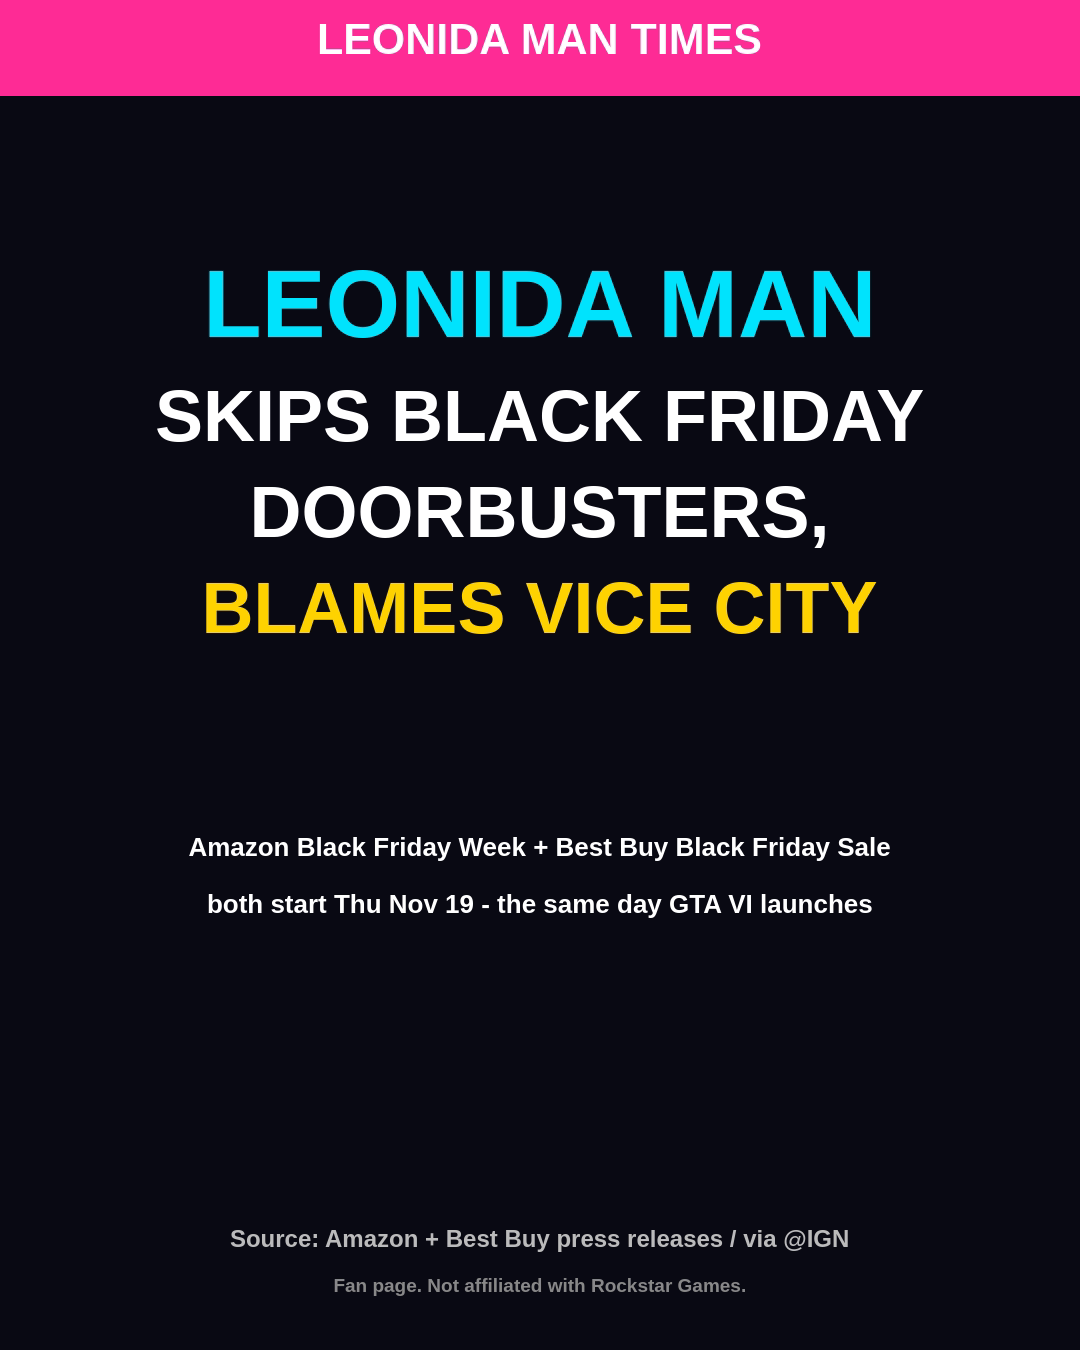 LEONIDA MAN TIMES
LEONIDA MAN
SKIPS BLACK FRIDAY
DOORBUSTERS,
BLAMES VICE CITY
Amazon Black Friday Week + Best Buy Black Friday Sale
both start Thu Nov 19 - the same day GTA VI launches
Source: Amazon + Best Buy press releases / via @IGN
Fan page. Not affiliated with Rockstar Games.